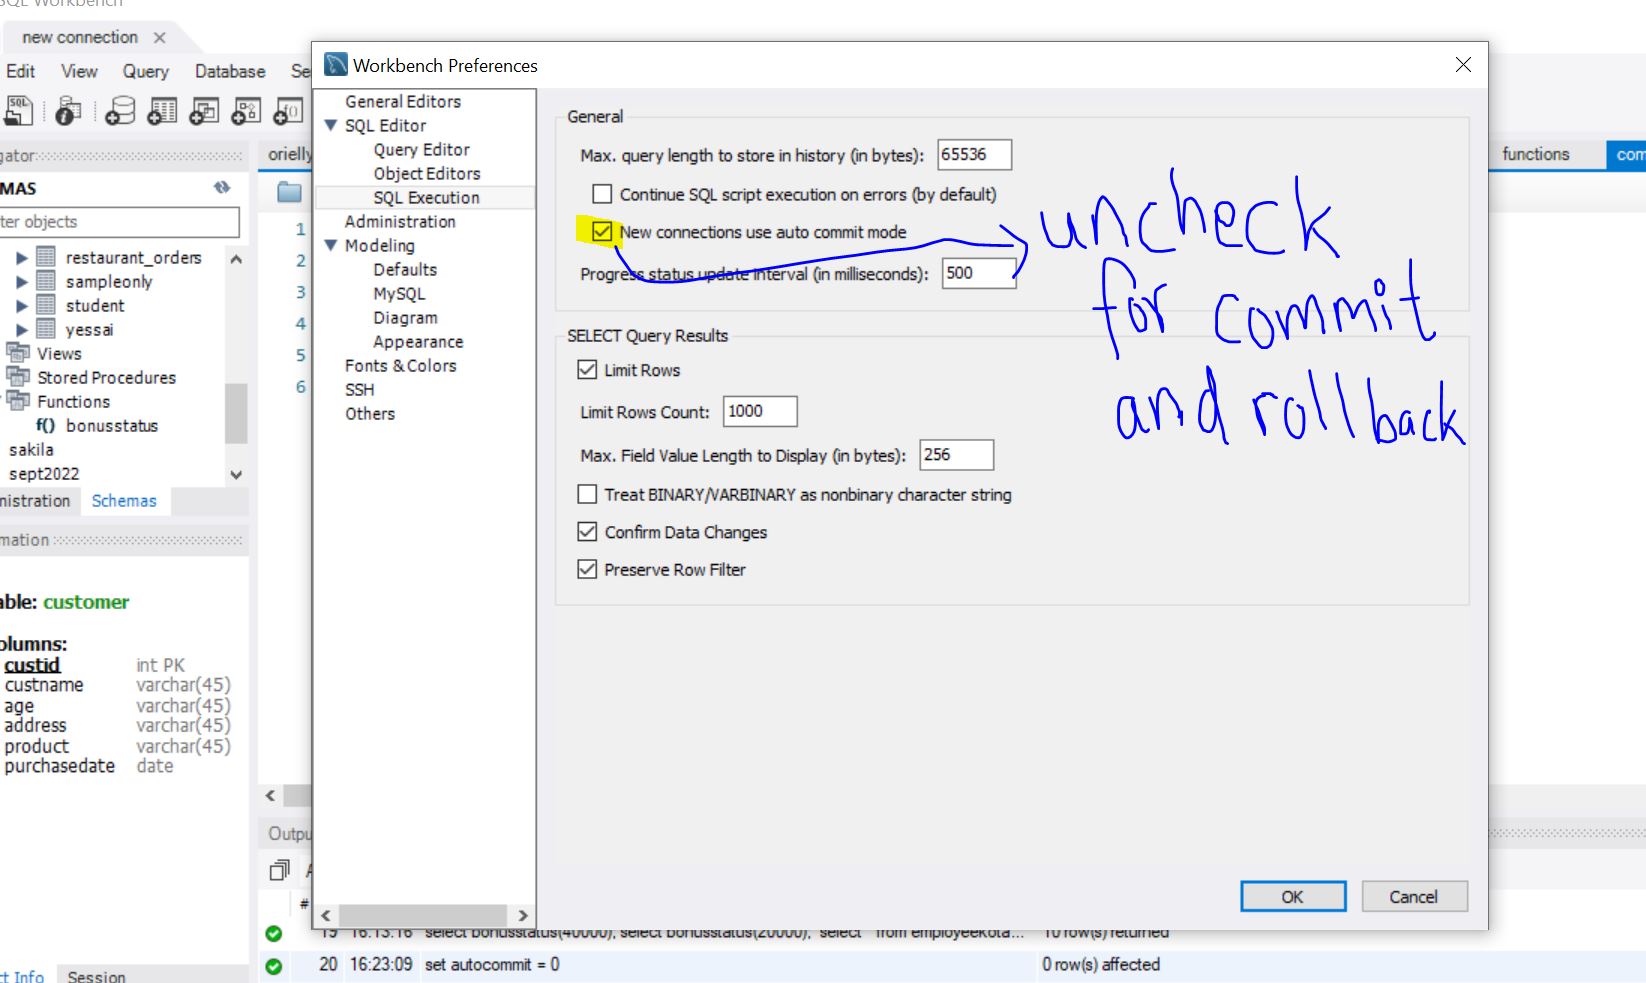 SQL Workbench
new connection
Edit View Query Database Se
Workbench Preferences
SQL
gator
MAS
ter objects
restaurant_orders
sampleonly
student
yessai
Views
Stored Procedures
Functions
f() bonusstatus
sakila
sept2022
nistration Schemas
mation
able: customer
olumns:
custid int PK
custname varchar(45)
age varchar(45)
address varchar(45)
product varchar(45)
purchasedate date
ct Info Session
orielly
1
2
3
4
5
6
General Editors
SQL Editor
Query Editor
Object Editors
SQL Execution
Administration
Modeling
Defaults
MySQL
Diagram
Appearance
Fonts & Colors
SSH
Others
General
Max. query length to store in history (in bytes): 65536
Continue SQL script execution on errors (by default)
New connections use auto commit mode
Progress status update interval (in milliseconds): 500
SELECT Query Results
Limit Rows
Limit Rows Count: 1000
Max. Field Value Length to Display (in bytes): 256
Treat BINARY/VARBINARY as nonbinary character string
Confirm Data Changes
Preserve Row Filter
uncheck
for commit
and rollback
OK Cancel
functions com
Outpu
A
#
19 16:13:16 select bonusstatus(40000), select bonusstatus(20000), select from employeekota... 10 row(s) returned
20 16:23:09 set autocommit = 0 0 row(s) affected